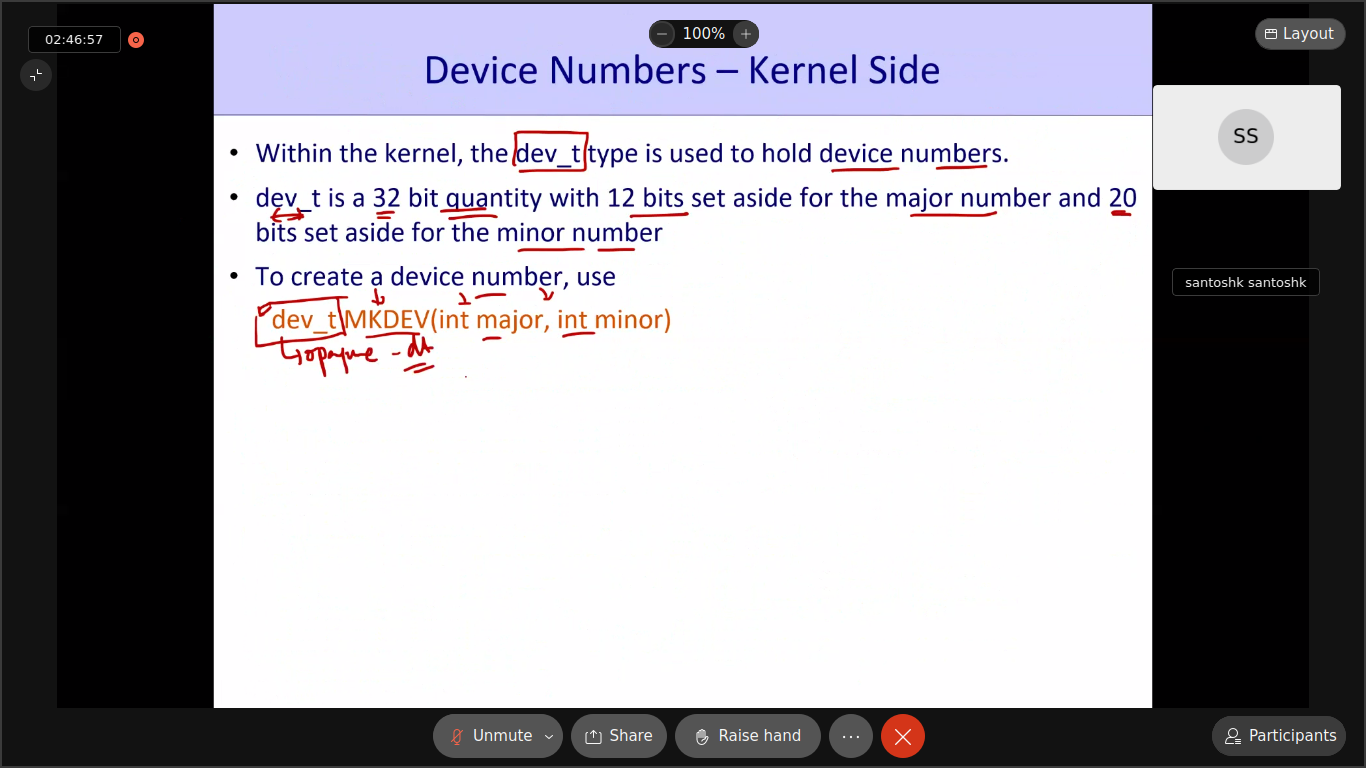 02:46:57
100%
Layout
Device Numbers – Kernel Side
SS
• Within the kernel, the dev_t type is used to hold device numbers.
• dev_t is a 32 bit quantity with 12 bits set aside for the major number and 20
bits set aside for the minor number
• To create a device number, use
dev_t MKDEV(int major, int minor)
opaque - dt
santoshk santoshk
Unmute
Share
Raise hand
Participants